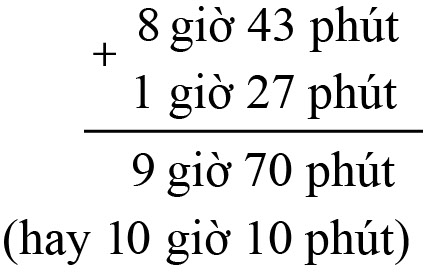 + 8 giờ 43 phút
1 giờ 27 phút
9 giờ 70 phút
(hay 10 giờ 10 phút)